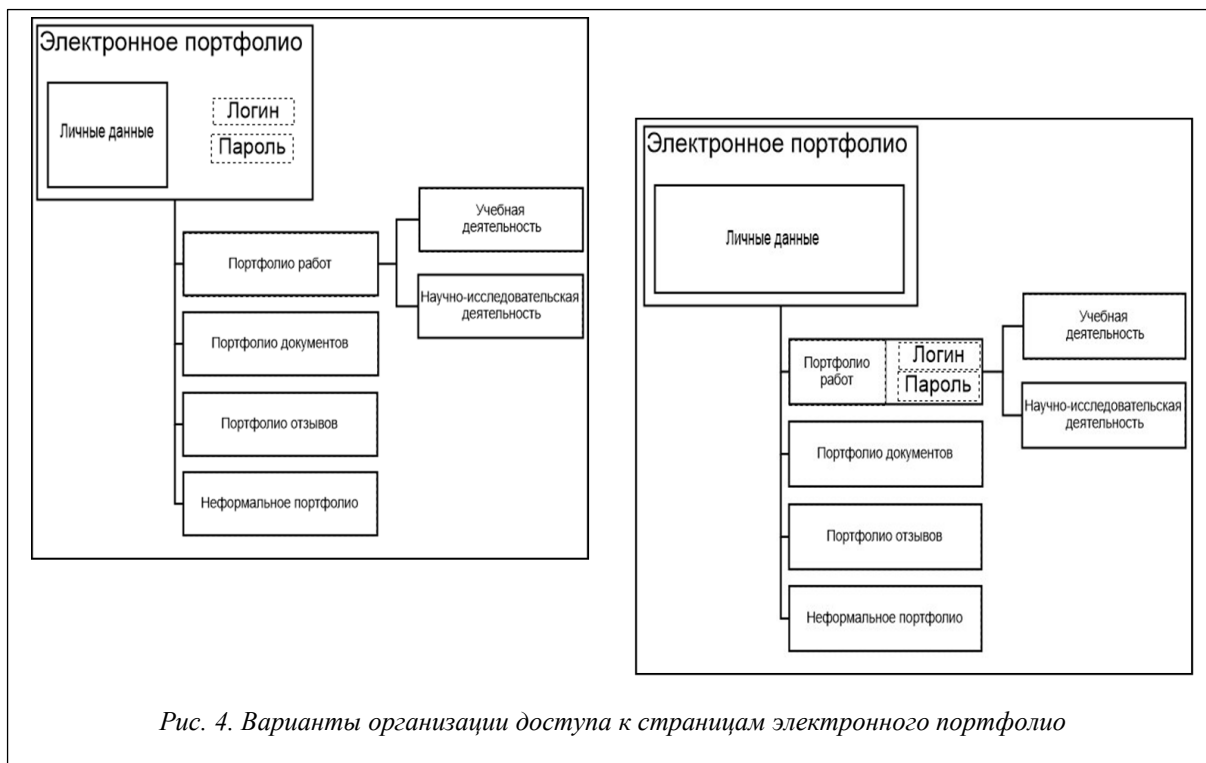 Электронное портфолио
Личные данные
Логин
Пароль
Портфолио работ
Учебная
деятельность
Научно-исследовательская
деятельность
Портфолио документов
Портфолио отзывов
Неформальное портфолио
Электронное портфолио
Личные данные
Портфолио
работ
Логин
Пароль
Учебная
деятельность
Научно-исследовательская
деятельность
Портфолио документов
Портфолио отзывов
Неформальное портфолио
Рис. 4. Варианты организации доступа к страницам электронного портфолио